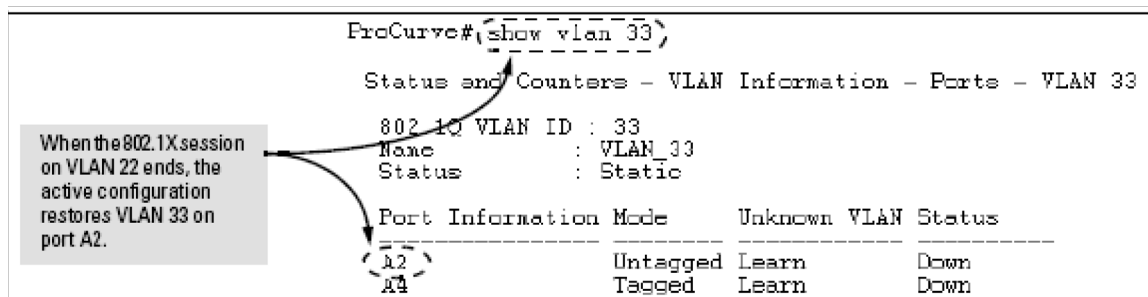 ProCurve# show vlan 33
Status and Counters - VLAN Information - Ports - VLAN 33
802.1Q VLAN ID : 33
Name : VLAN_33
Status : Static
When the 802.1X session
on VLAN 22 ends, the
active configuration
restores VLAN 33 on
port A2.
Port Information Mode Unknown VLAN Status
---------------- -------- ------------ ----------
A2 Untagged Learn Down
A4 Tagged Learn Down